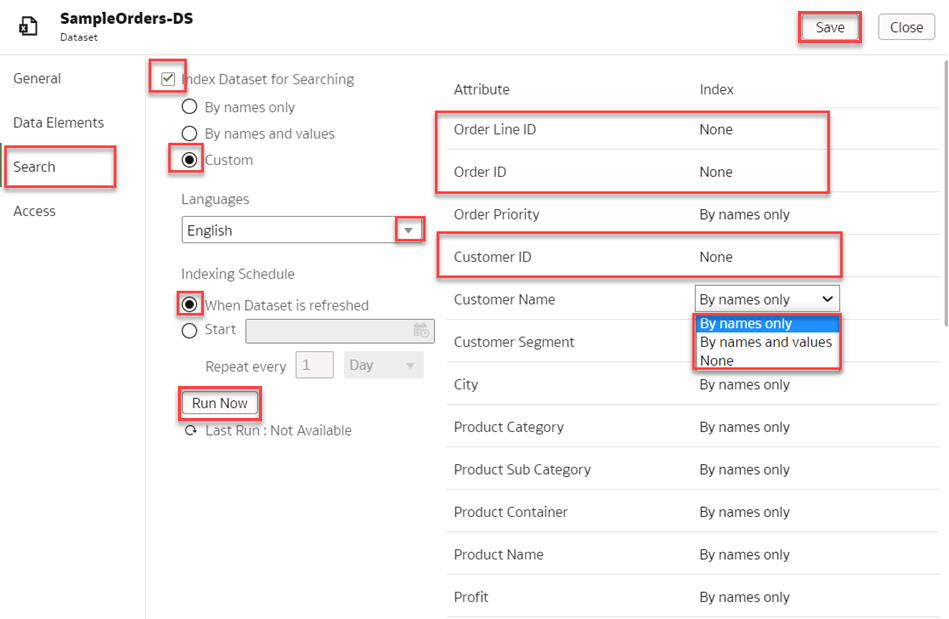 SampleOrders-DS
Dataset
Save
Close
General
Data Elements
Search
Access
Index Dataset for Searching
By names only
By names and values
Custom
Languages
English
Indexing Schedule
When Dataset is refreshed
Start
Repeat every 1 Day
Run Now
Last Run : Not Available
Attribute Index
Order Line ID None
Order ID None
Order Priority By names only
Customer ID None
Customer Name By names only
By names only
By names and values
None
Customer Segment
City By names only
Product Category By names only
Product Sub Category By names only
Product Container By names only
Product Name By names only
Profit By names only